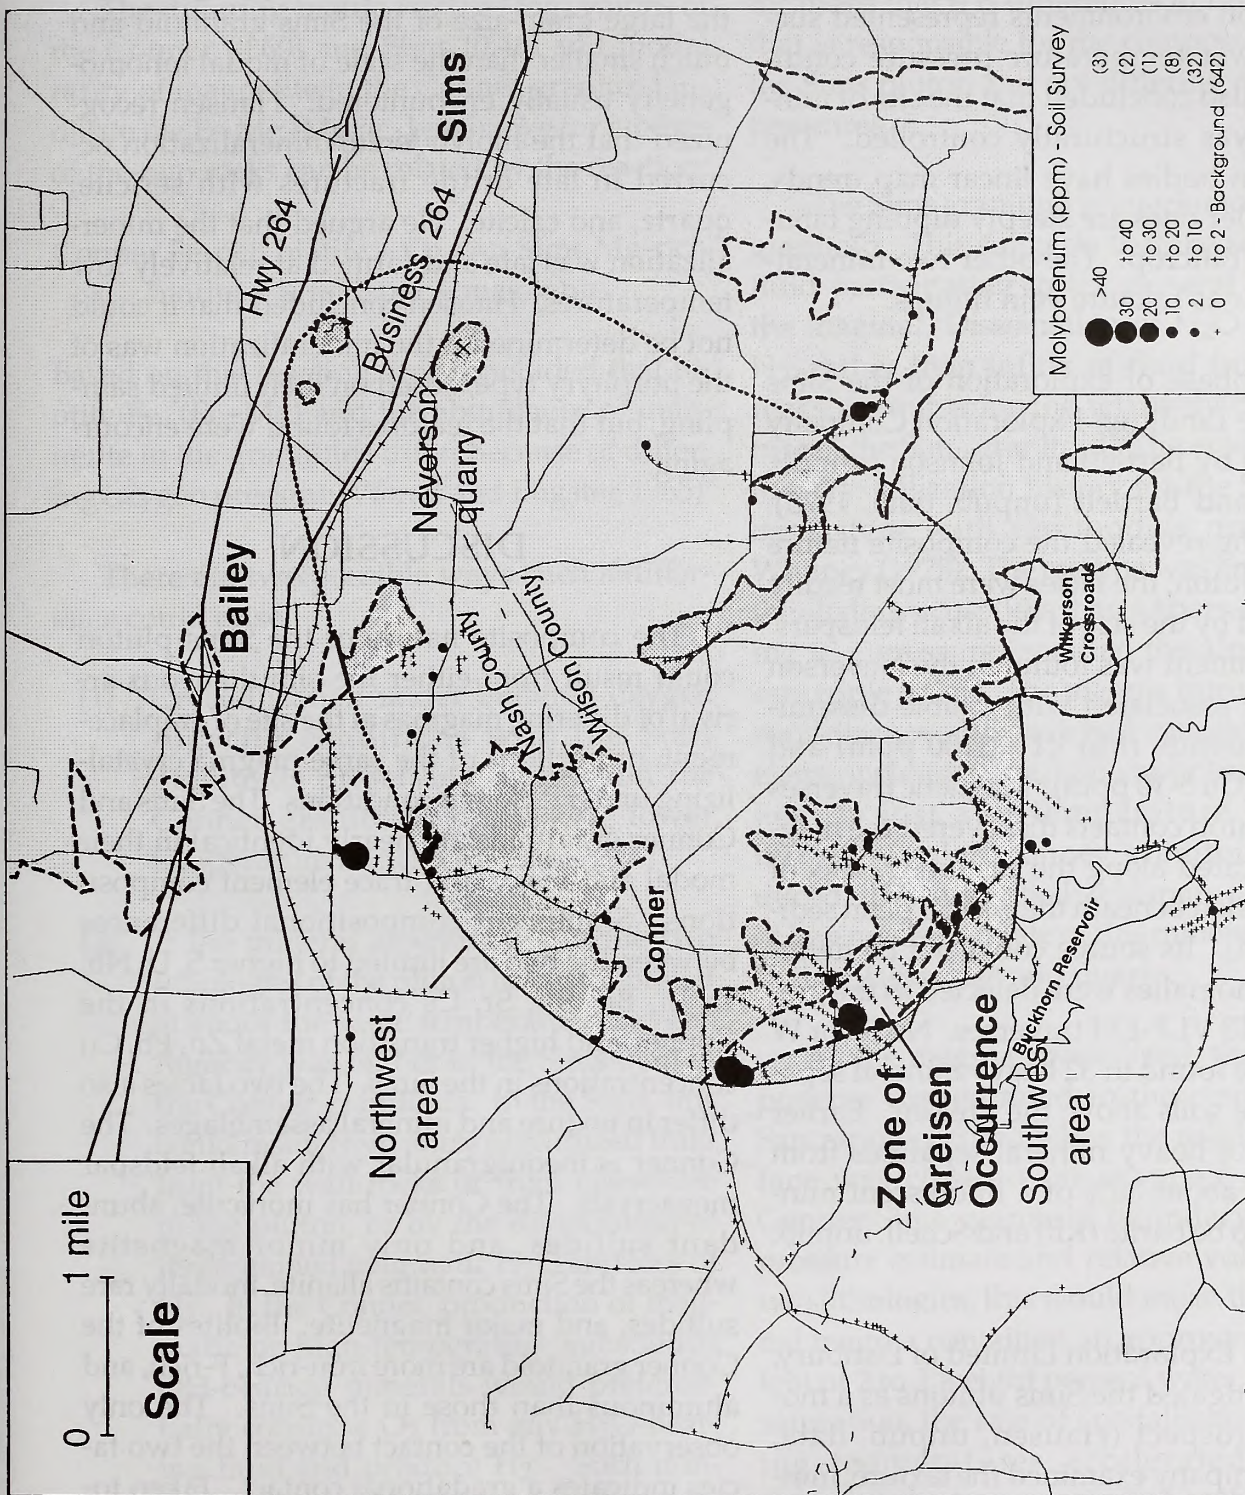 Scale
0 1 mile
Hwy 264
Business 264
Sims
Bailey
Neverson
quarry
Nash County
Wilson County
Northwest
area
Conner
Wilkerson
Crossroads
Zone of
Greisen
Occurrence
Southwest
area
Buckhorn Reservoir
Molybdenum (ppm) - Soil Survey
>40 (3)
30 to 40 (2)
20 to 30 (1)
10 to 20 (8)
2 to 10 (32)
+ 0 to 2 - Background (642)